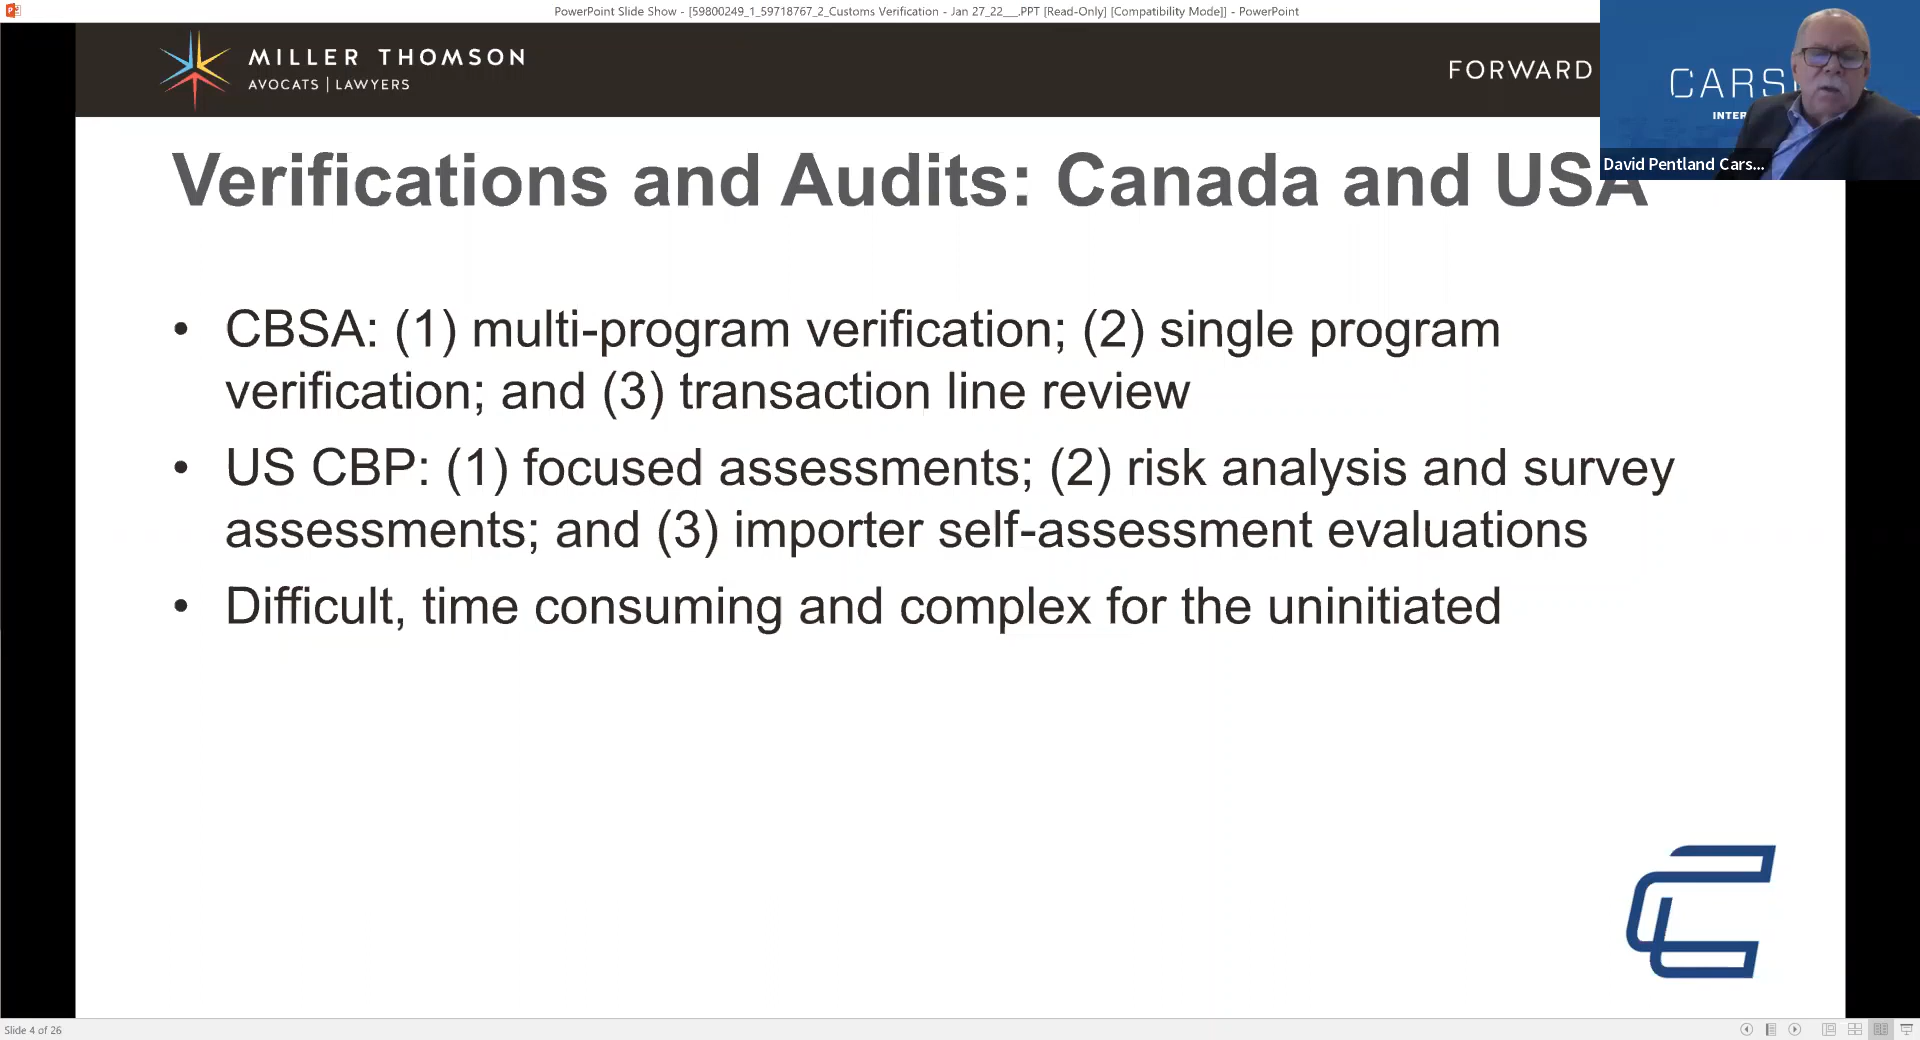 PowerPoint Slide Show - [59800249_1_59718767_2_Customs Verification - Jan 27_22___.PPT [Read-Only] [Compatibility Mode]] - PowerPoint
MILLER THOMSON
AVOCATS | LAWYERS
FORWARD
CARS
INTER
David Pentland Cars...
Verifications and Audits: Canada and USA
• CBSA: (1) multi-program verification; (2) single program
verification; and (3) transaction line review
• US CBP: (1) focused assessments; (2) risk analysis and survey
assessments; and (3) importer self-assessment evaluations
• Difficult, time consuming and complex for the uninitiated
Slide 4 of 26